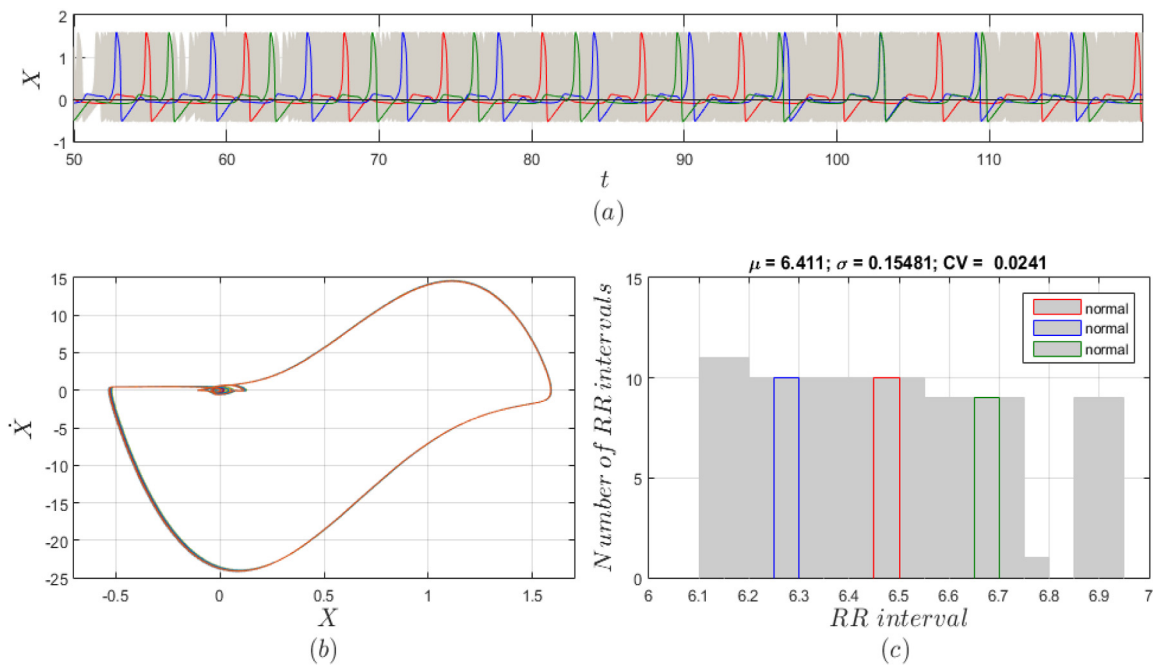 2
1
0
-1
X
50 60 70 80 90 100 110
t
(a)
15
10
5
0
-5
-10
-15
-20
-25
Ẋ
-0.5 0 0.5 1 1.5
X
(b)
μ = 6.411; σ = 0.15481; CV = 0.0241
15
10
5
0
Number of RR intervals
normal
normal
normal
6 6.1 6.2 6.3 6.4 6.5 6.6 6.7 6.8 6.9 7
RR interval
(c)